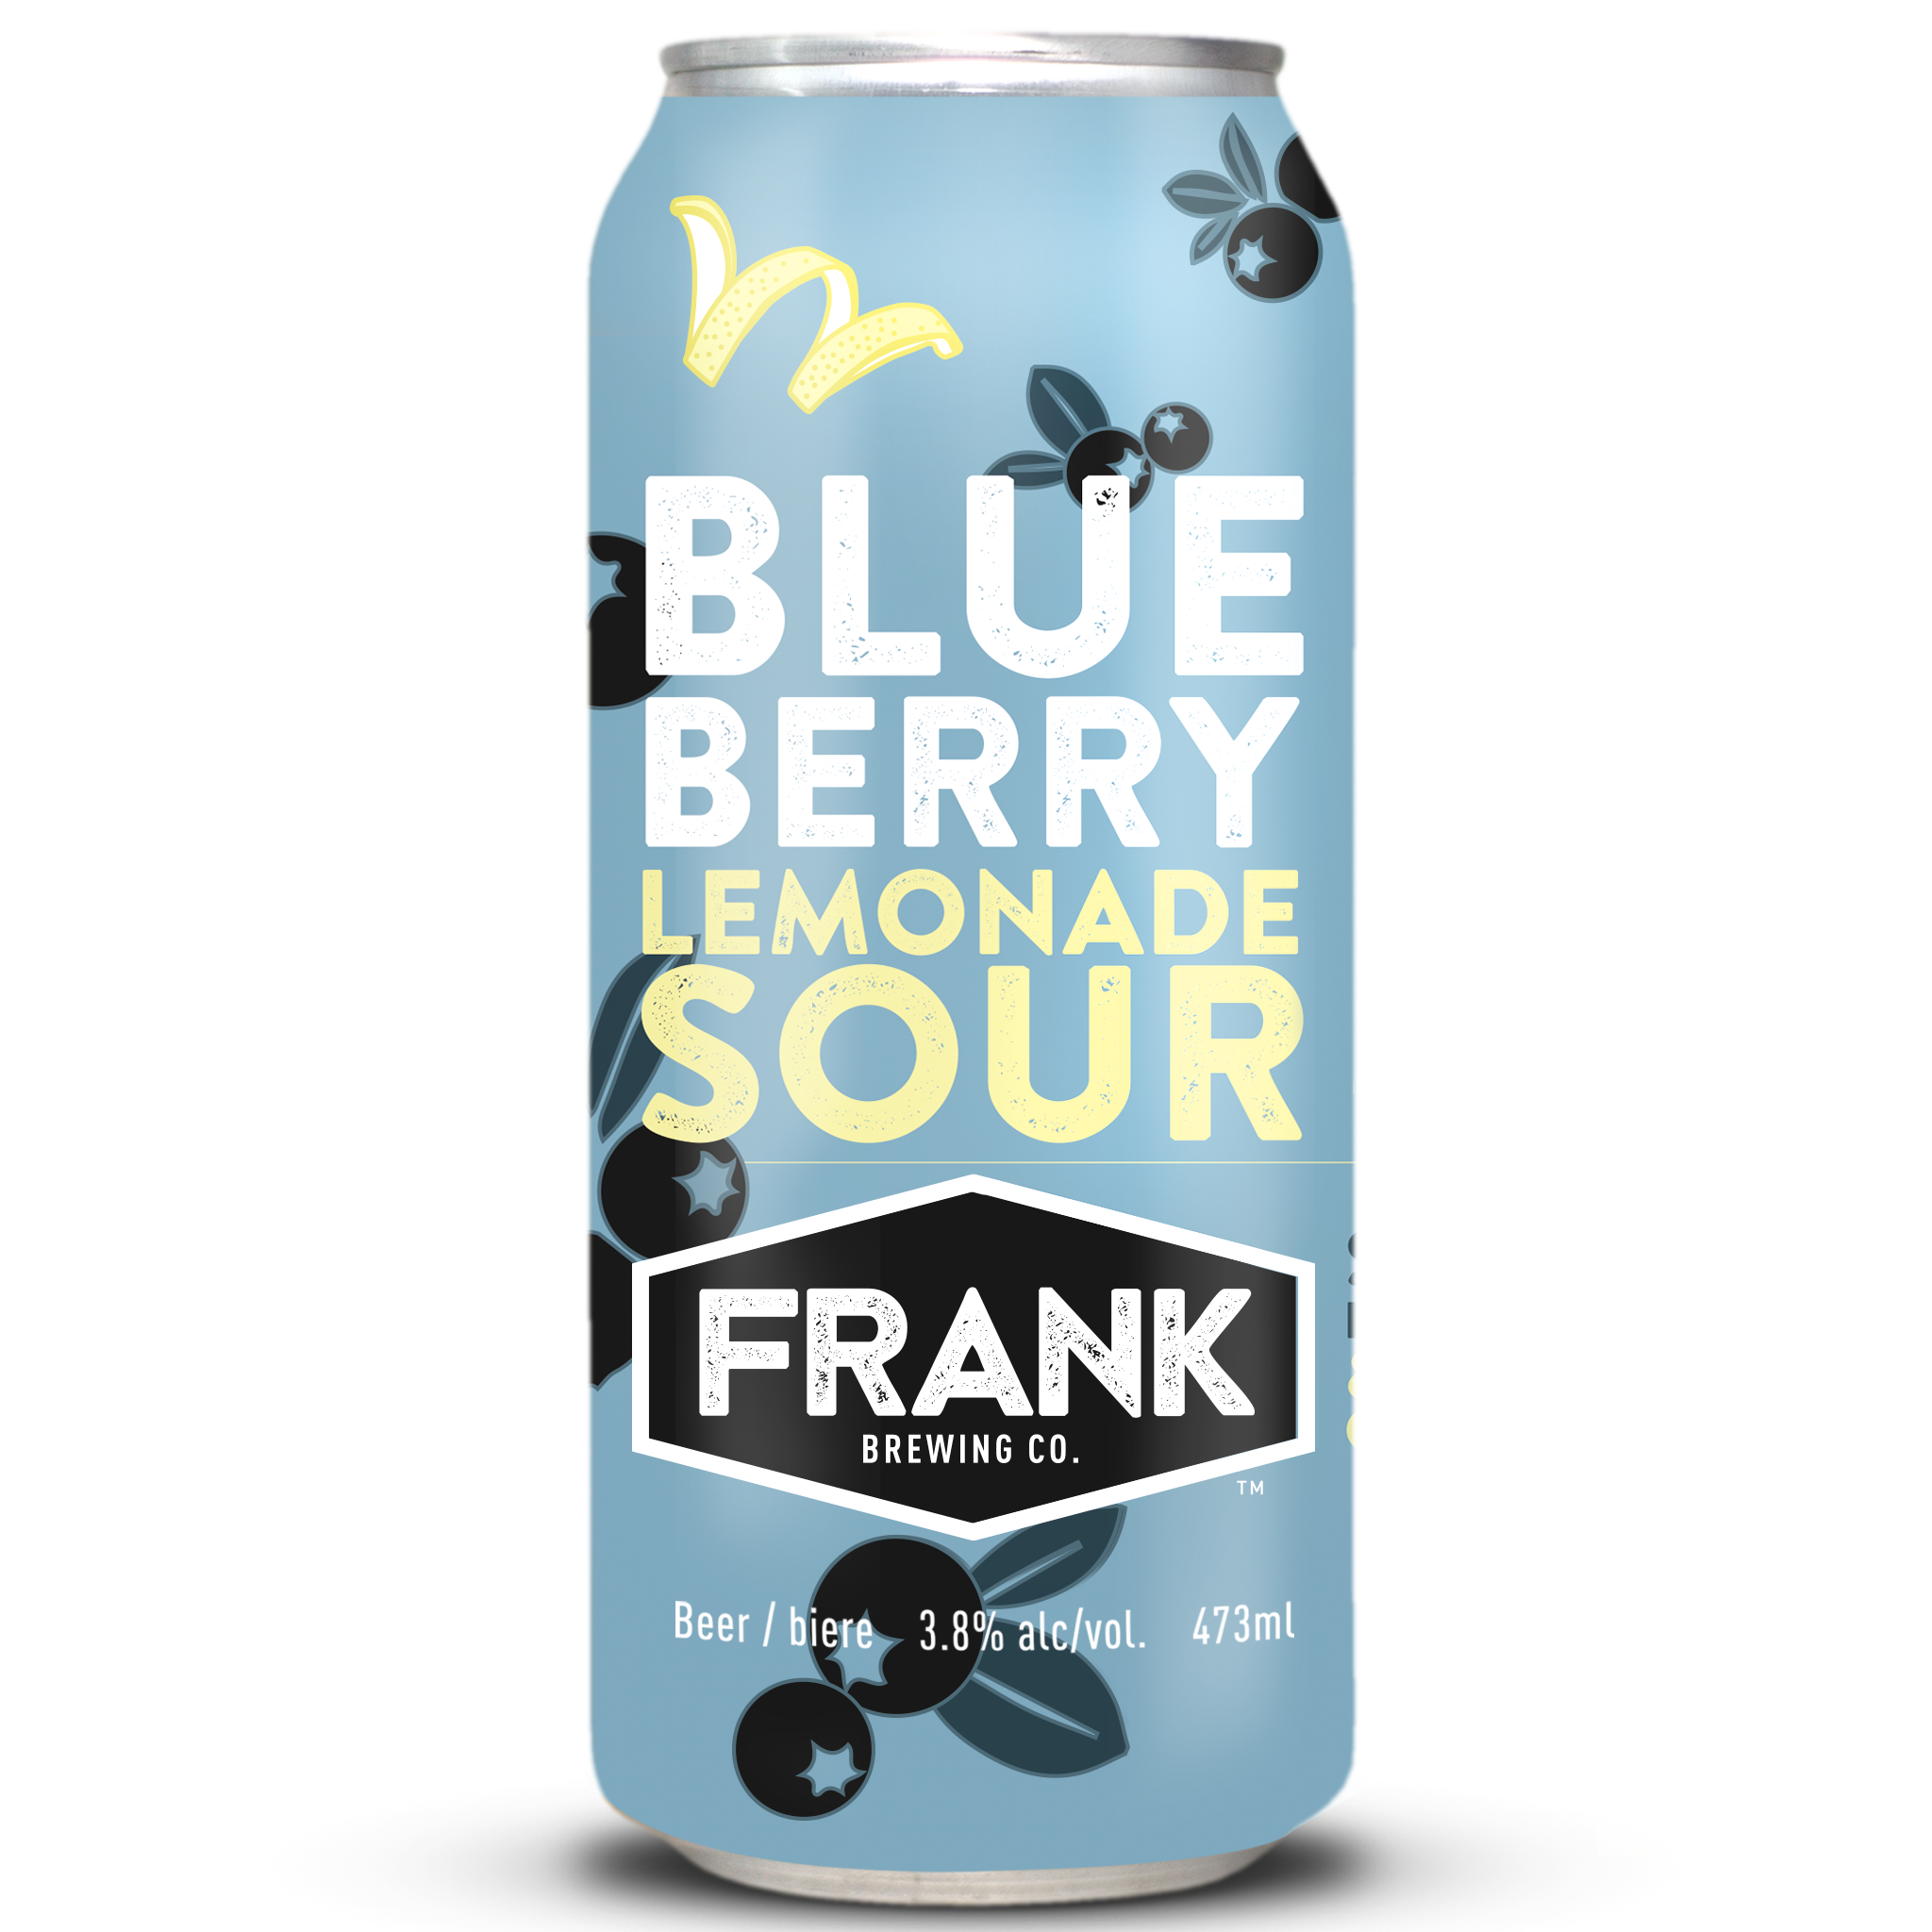 BLUE
BERRY
LEMONADE
SOUR
FRANK
BREWING CO.
TM
Beer / biere 3.8% alc/vol. 473ml